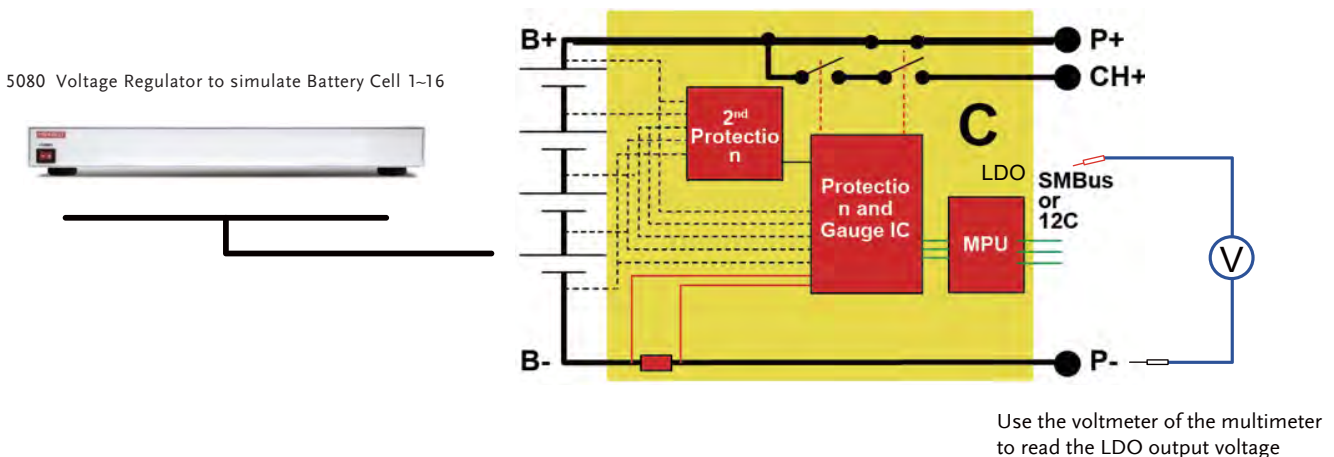 5080 Voltage Regulator to simulate Battery Cell 1~16
B+
P+
CH+
2nd
Protectio
n
C
LDO
SMBus
or
12C
Protectio
n and
Gauge IC
MPU
V
B-
P-
Use the voltmeter of the multimeter
to read the LDO output voltage